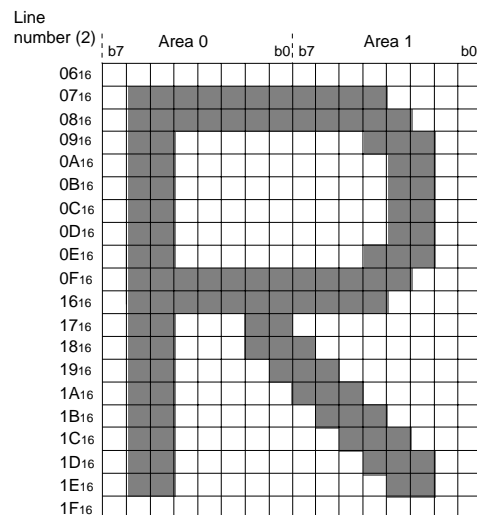 Line
number (2)
b7 Area 0 b0 b7 Area 1 b0
06₁₆
07₁₆
08₁₆
09₁₆
0A₁₆
0B₁₆
0C₁₆
0D₁₆
0E₁₆
0F₁₆
16₁₆
17₁₆
18₁₆
19₁₆
1A₁₆
1B₁₆
1C₁₆
1D₁₆
1E₁₆
1F₁₆